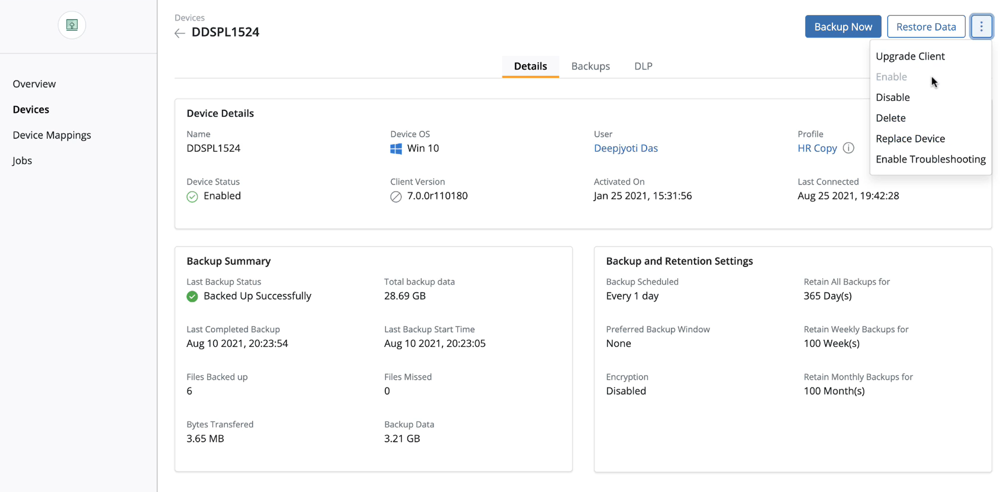 Devices
DDSPL1524
Backup Now
Restore Data
Upgrade Client
Enable
Disable
Delete
Replace Device
Enable Troubleshooting
Overview
Devices
Device Mappings
Jobs
Details
Backups
DLP
Device Details
Name
DDSPL1524
Device OS
Win 10
User
Deepjyoti Das
Profile
HR Copy
Device Status
Enabled
Client Version
7.0.0r110180
Activated On
Jan 25 2021, 15:31:56
Last Connected
Aug 25 2021, 19:42:28
Backup Summary
Last Backup Status
Backed Up Successfully
Total backup data
28.69 GB
Last Completed Backup
Aug 10 2021, 20:23:54
Last Backup Start Time
Aug 10 2021, 20:23:05
Files Backed up
6
Files Missed
0
Bytes Transfered
3.65 MB
Backup Data
3.21 GB
Backup and Retention Settings
Backup Scheduled
Every 1 day
Retain All Backups for
365 Day(s)
Preferred Backup Window
None
Retain Weekly Backups for
100 Week(s)
Encryption
Disabled
Retain Monthly Backups for
100 Month(s)